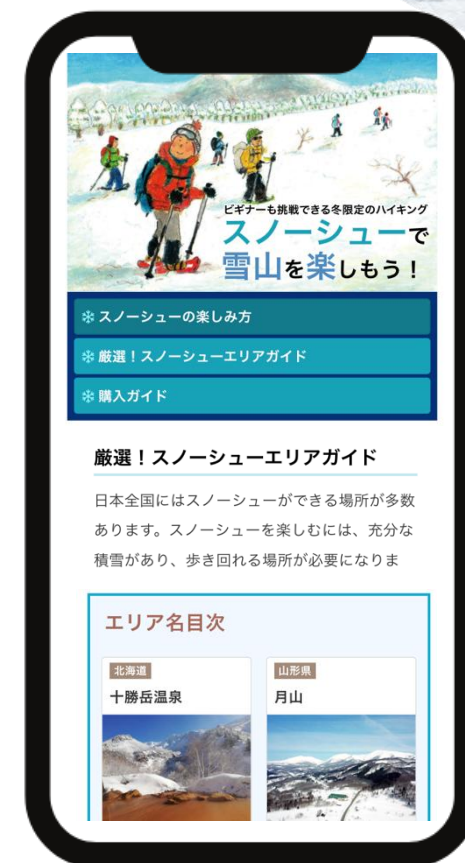 ビギナーも挑戦できる冬限定のハイキング
スノーシューで
雪山を楽しもう！
スノーシューの楽しみ方
厳選！スノーシューエリアガイド
購入ガイド
厳選！スノーシューエリアガイド
日本全国にはスノーシューができる場所が多数
あります。スノーシューを楽しむには、充分な
積雪があり、歩き回れる場所が必要になりま
エリア名目次
北海道
十勝岳温泉
山形県
月山